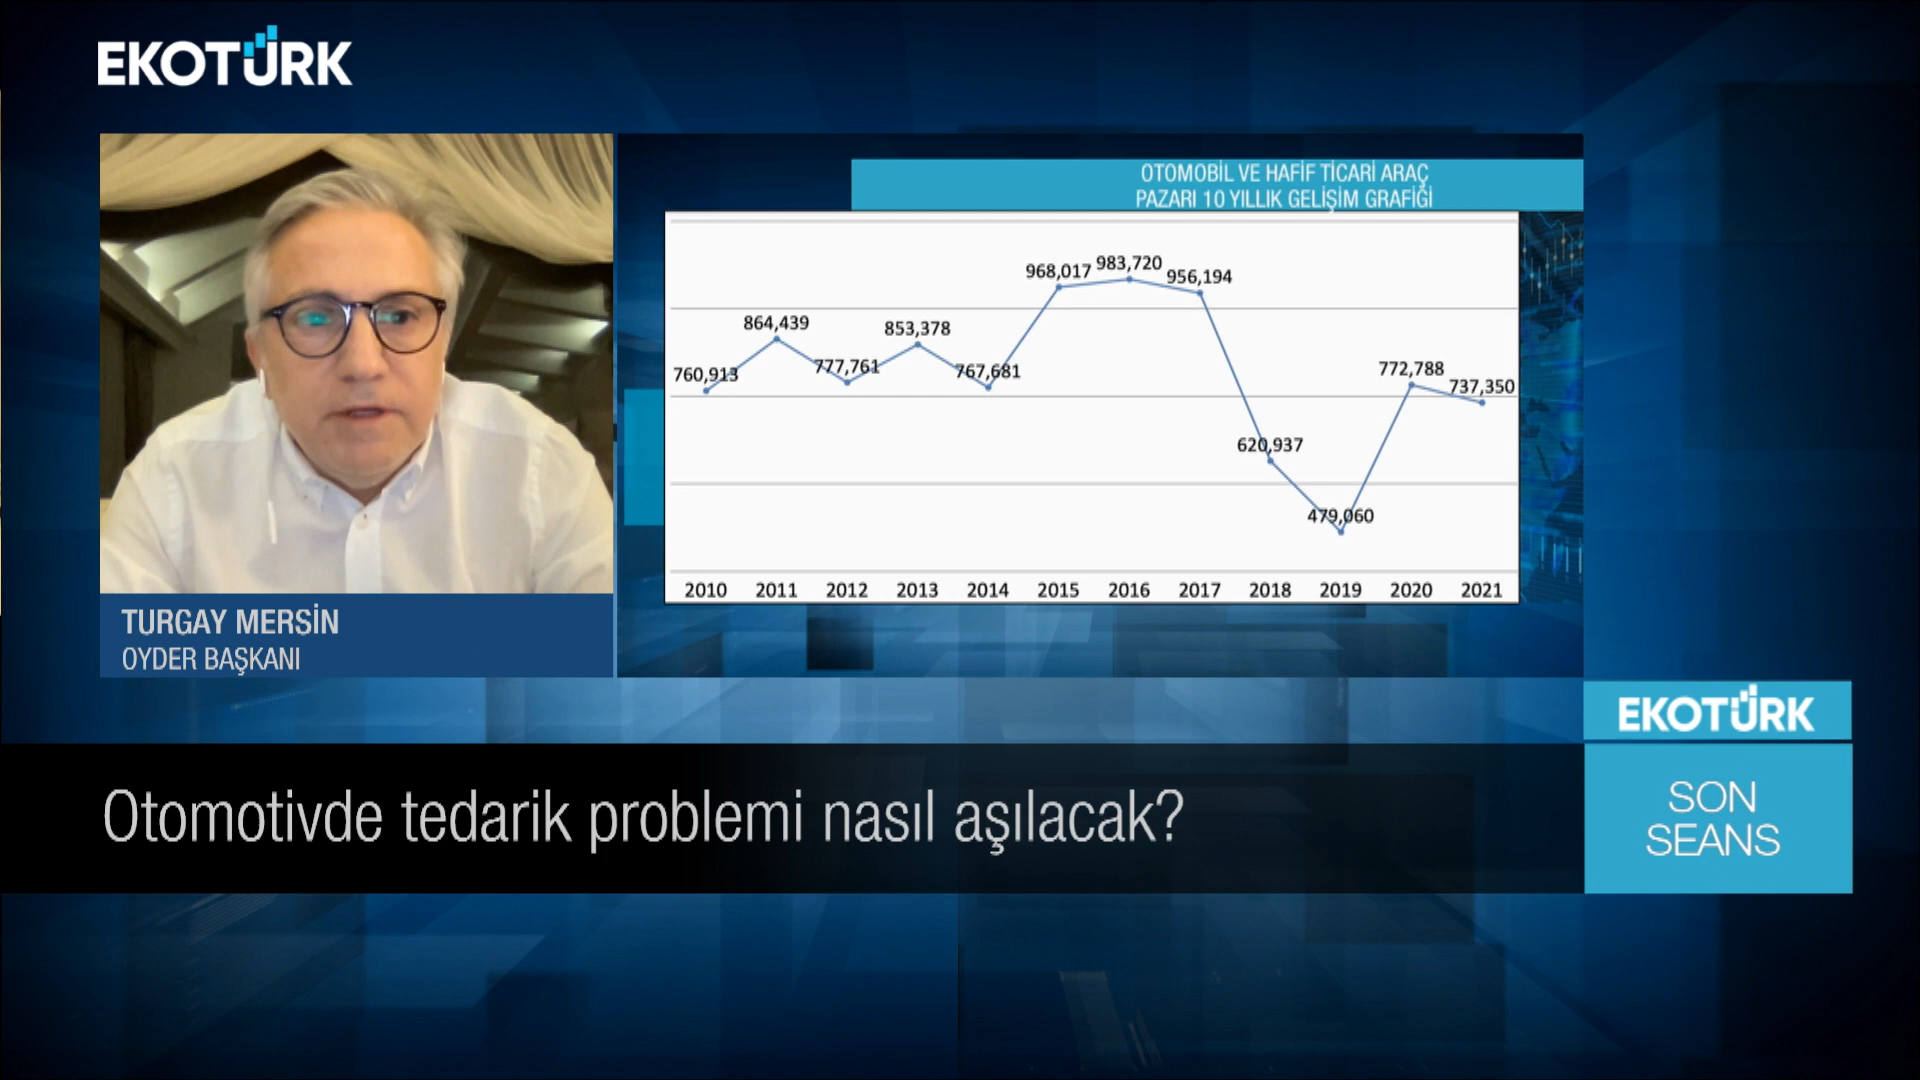 EKOTÜRK
OTOMOBİL VE HAFİF TİCARİ ARAÇ
PAZARI 10 YILLIK GELİŞİM GRAFİĞİ
760,913
864,439
777,761
853,378
767,681
968,017
983,720
956,194
620,937
479,060
772,788
737,350
2010 2011 2012 2013 2014 2015 2016 2017 2018 2019 2020 2021
TURGAY MERSİN
OYDER BAŞKANI
EKOTÜRK
Otomotivde tedarik problemi nasıl aşılacak?
SON
SEANS